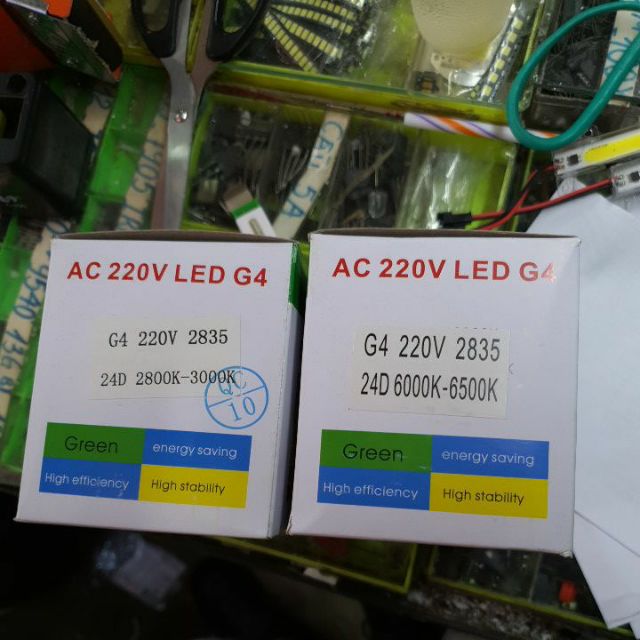 AC 220V LED G4
G4 220V 2835
24D 2800K-3000K
QC
10
Green
energy saving
High efficiency
High stability
AC 220V LED G4
G4 220V 2835
24D 6000K-6500K
K
Green
energy saving
High efficiency
High stability
5A